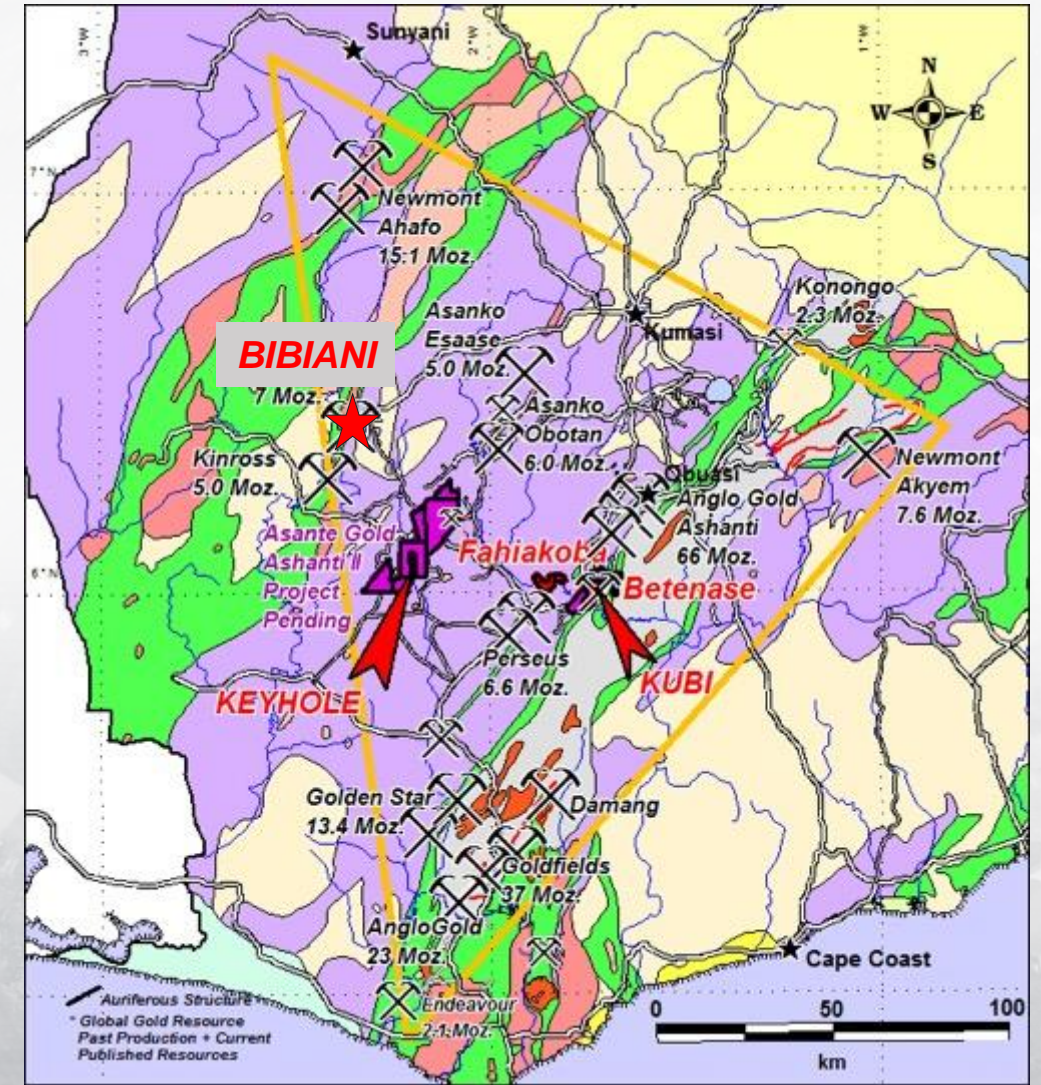 3°W
2°W
1°W
Sunyani
N
W
E
S
7°N
Newmont
Ahafo
15:1 Moz.
Konongo
2.3 Moz.
Asanko
Esaase
5.0 Moz.
Kumasi
BIBIANI
7 Moz.
Asanko
Obotan
6.0 Moz.
Kinross
5.0 Moz.
Newmont
Akyem
7.6 Moz.
Obuasi
Anglo Gold
Ashanti
66 Moz.
Asante Gold
Ashanti II
Project
Pending
Fahiakoba
6°N
Betenase
Perseus
6.6 Moz.
KUBI
KEYHOLE
Golden Star
13.4 Moz.
Damang
Goldfields
37 Moz.
AngloGold
23 Moz.
Cape Coast
Endeavour
2.1 Moz.
Auriferous Structure
* Global Gold Resource
Past Production + Current
Published Resources
0 50 100
km